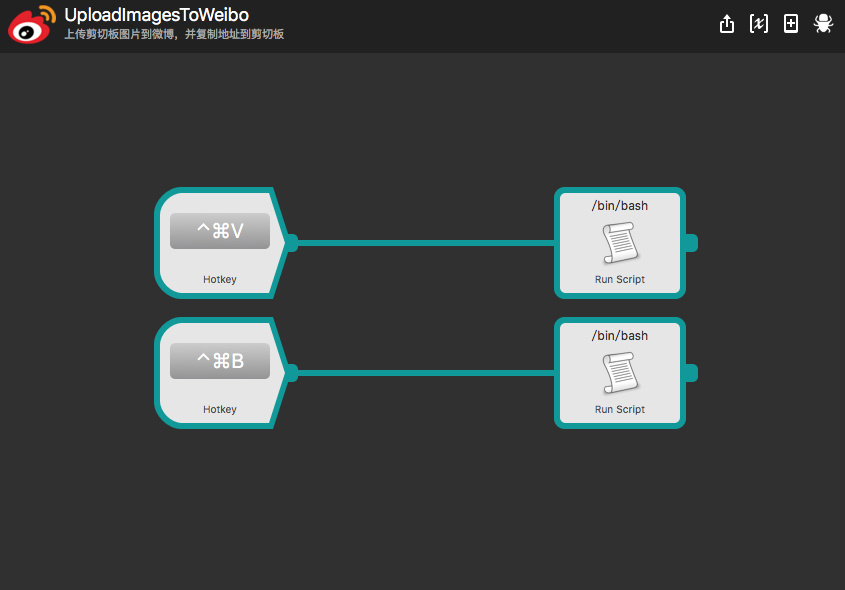 UploadImagesToWeibo
上传剪切板图片到微博，并复制地址到剪切板
/bin/bash
^⌘V
Hotkey
Run Script
/bin/bash
^⌘B
Hotkey
Run Script